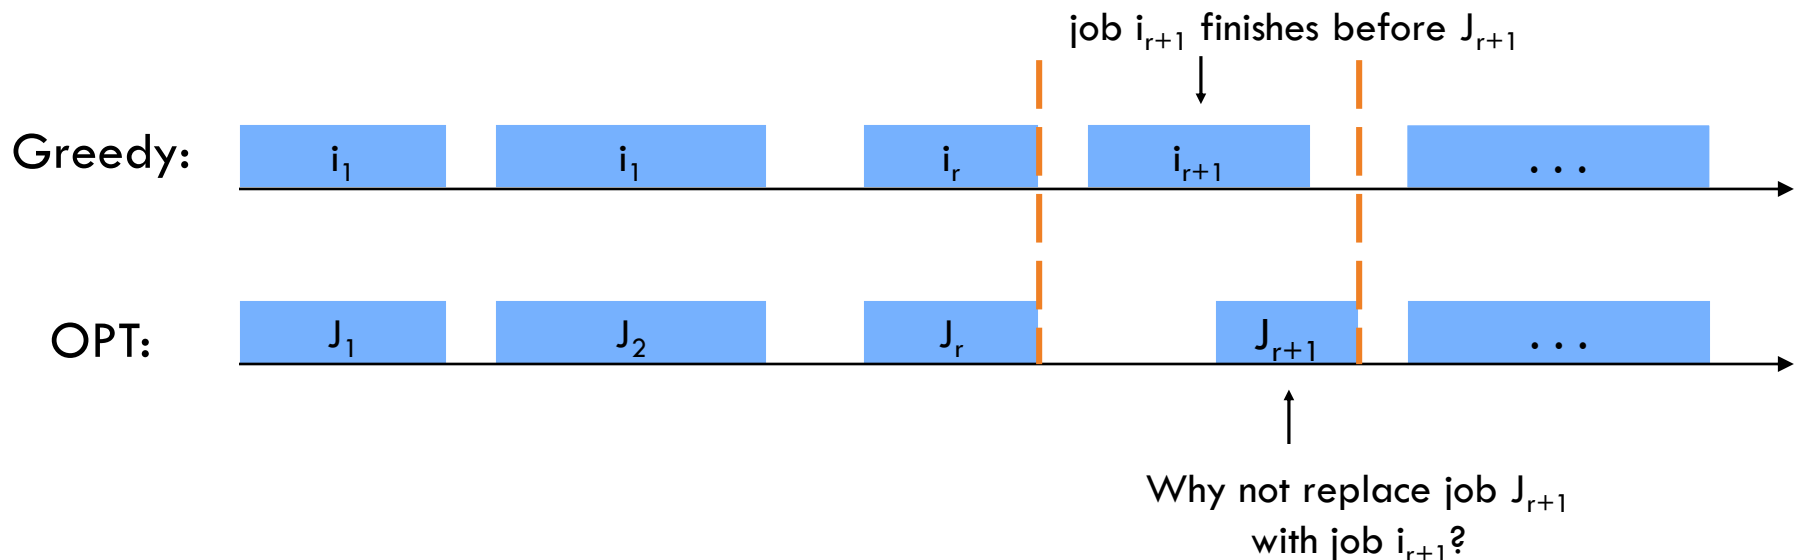 job i_{r+1} finishes before J_{r+1}
Greedy: i_1 i_1 i_r i_{r+1} . . .
OPT: J_1 J_2 J_r J_{r+1} . . .
Why not replace job J_{r+1}
with job i_{r+1}?